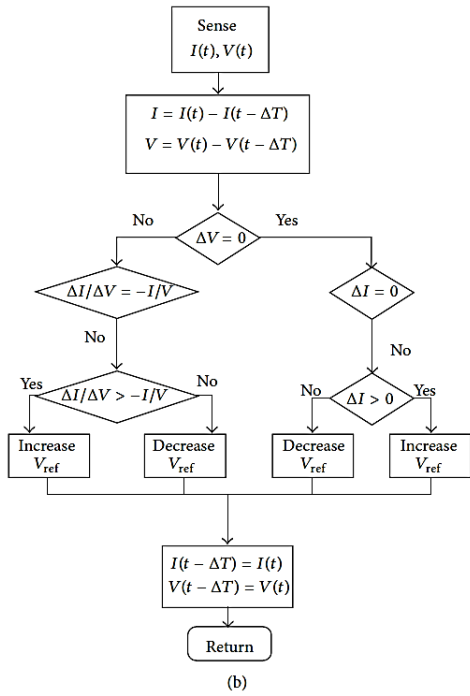 Sense
I(t), V(t)
I = I(t) − I(t − ΔT)
V = V(t) − V(t − ΔT)
No
Yes
ΔV = 0
ΔI/ΔV = −I/V
ΔI = 0
No
No
Yes
ΔI/ΔV > −I/V
No
No
ΔI > 0
Yes
Increase
Vref
Decrease
Vref
Decrease
Vref
Increase
Vref
I(t − ΔT) = I(t)
V(t − ΔT) = V(t)
Return
(b)